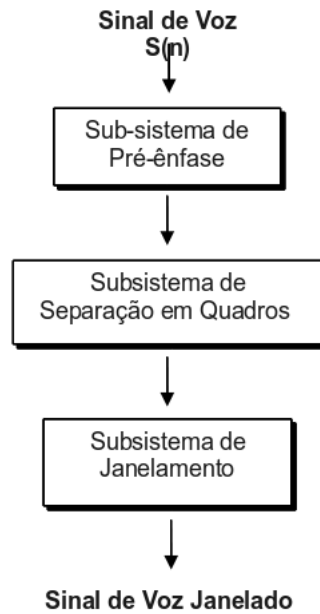 Sinal de Voz
S(n)
Sub-sistema de
Pré-ênfase
Subsistema de
Separação em Quadros
Subsistema de
Janelamento
Sinal de Voz Janelado